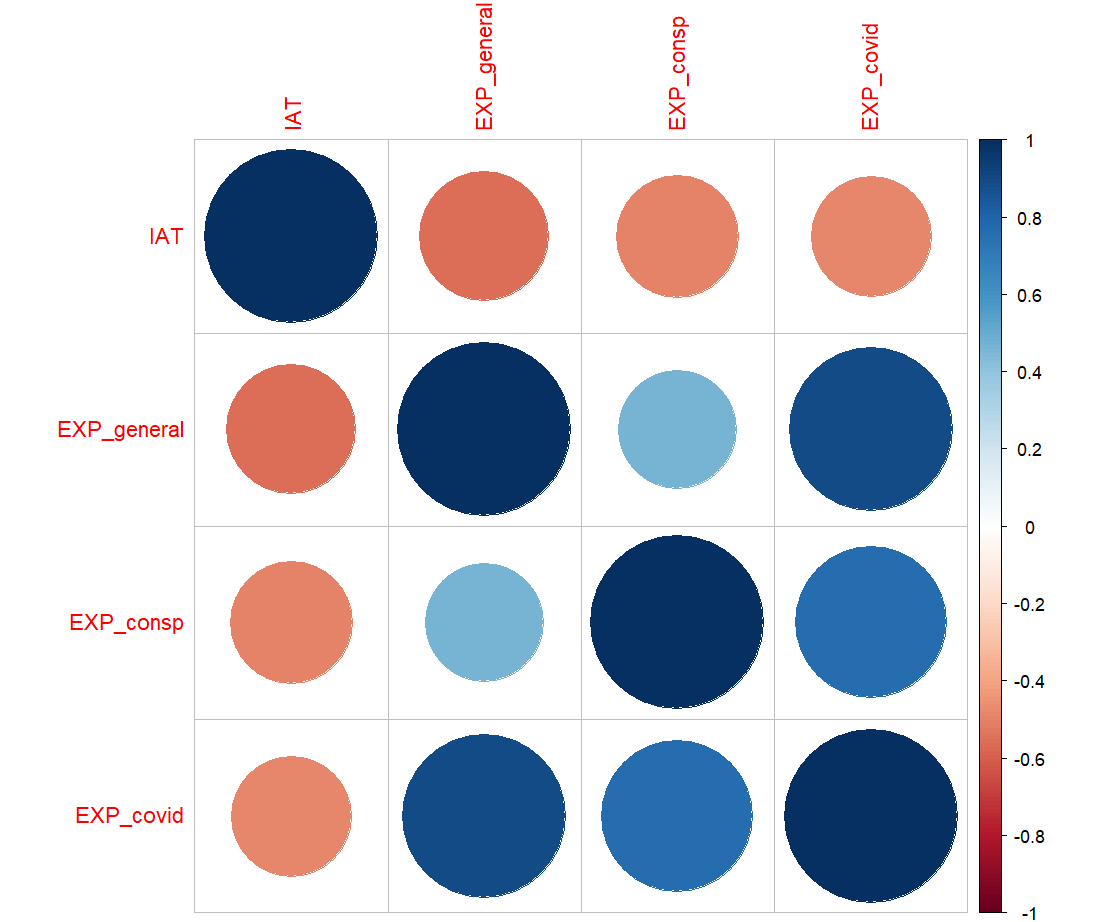 IAT
EXP_general
EXP_consp
EXP_covid
IAT
EXP_general
EXP_consp
EXP_covid
1
0.8
0.6
0.4
0.2
0
-0.2
-0.4
-0.6
-0.8
-1